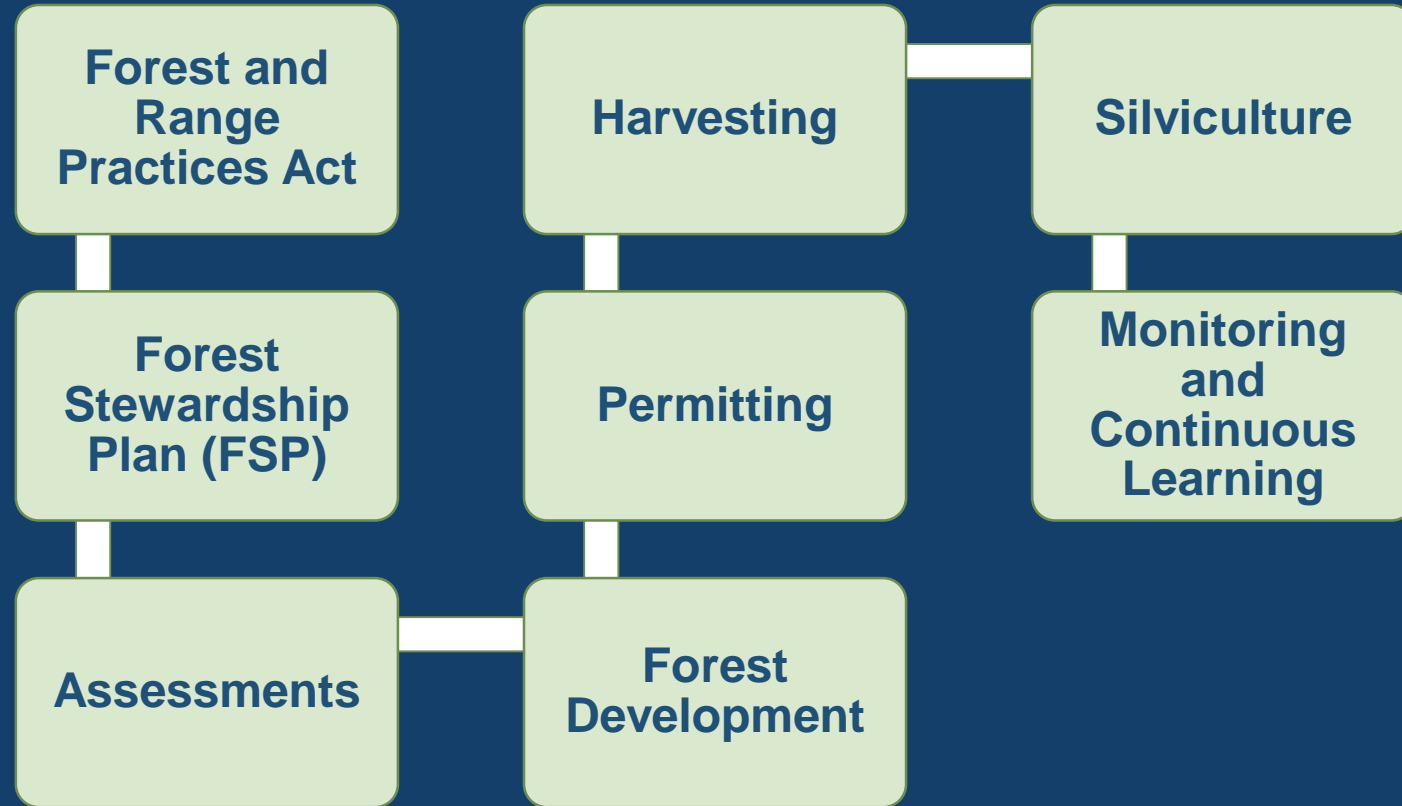 Forest and
Range
Practices Act
Forest
Stewardship
Plan (FSP)
Assessments
Forest
Development
Permitting
Harvesting
Silviculture
Monitoring
and
Continuous
Learning